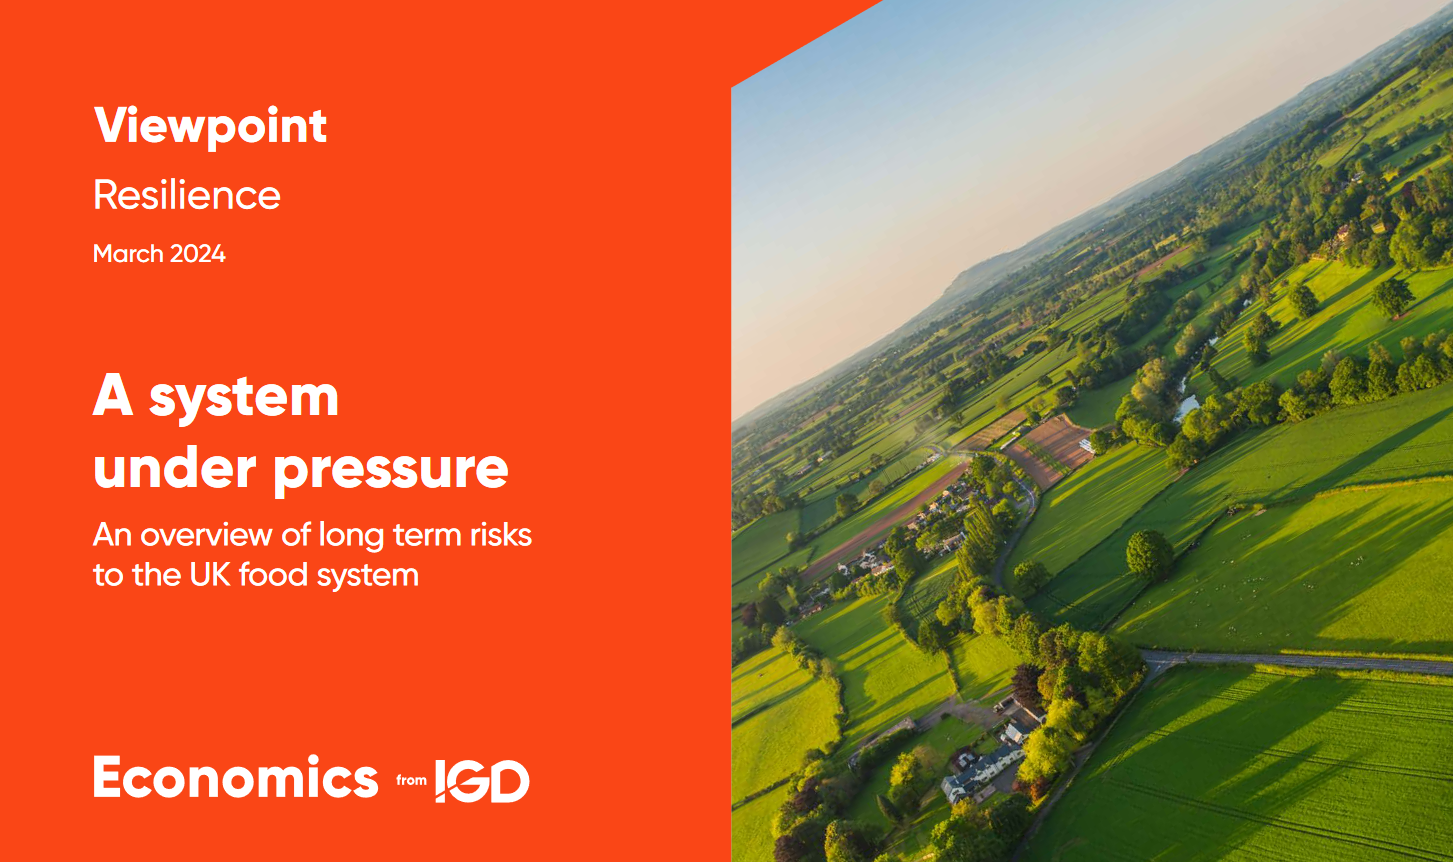 Viewpoint
Resilience
March 2024
A system
under pressure
An overview of long term risks
to the UK food system
Economics from IGD